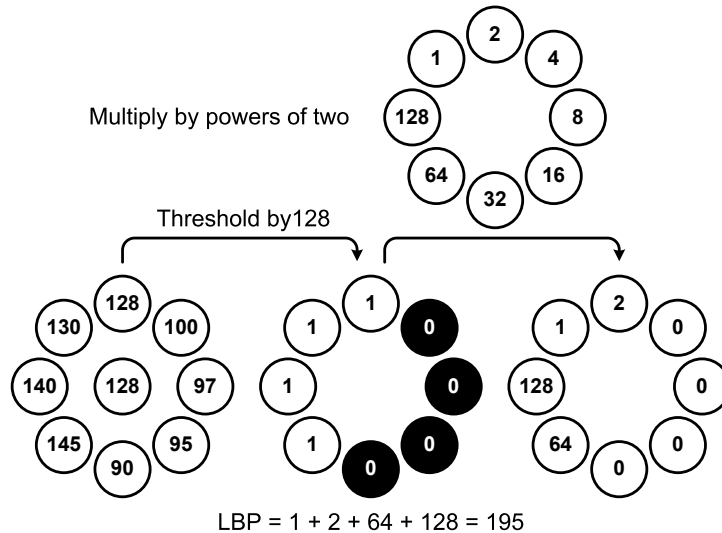 2
1 4
Multiply by powers of two 128 8
64 16
32
Threshold by128
128 1 2
130 100 1 0 1 0
140 128 97 1 0 128 0
145 95 1 0 64 0
90 0 0
LBP = 1 + 2 + 64 + 128 = 195